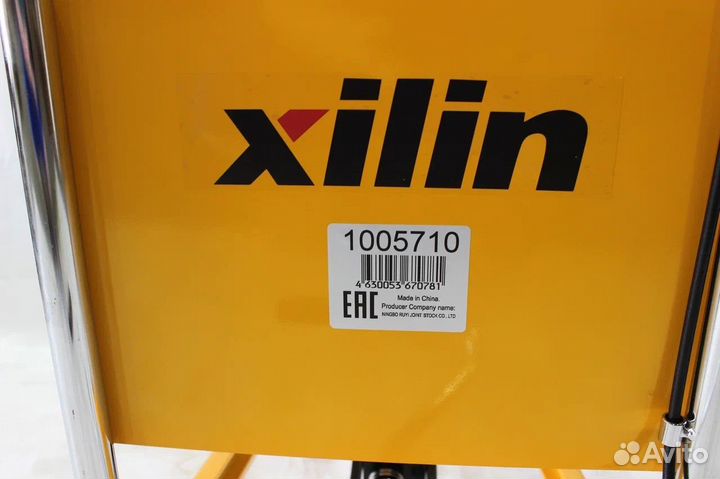 xilin
1005710
4 630053 670781
EAC
Made in China.
Producer Company name:
NINGBO RUYI JOINT STOCK CO., LTD
Avito